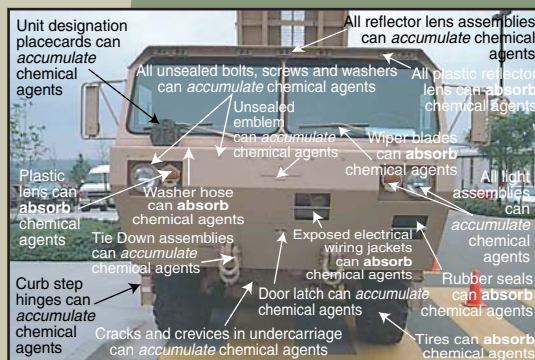 Unit designation
placecards can
accumulate
chemical
agents
All reflector lens assemblies
can accumulate chemical
agents
All unsealed bolts, screws and washers
can accumulate chemical agents
All plastic reflector
lens can absorb
chemical agents
Unsealed
emblem
can accumulate
chemical agents
Wiper blades
can absorb
chemical agents
Plastic
lens can
absorb
chemical
agents
Washer hose
can absorb
chemical agents
All light
assemblies
can
accumulate
chemical
agents
Tie Down assemblies
can accumulate
chemical agents
Exposed electrical
wiring jackets
can absorb
chemical agents
Rubber seals
can absorb
chemical agents
Curb step
hinges can
accumulate
chemical
agents
Door latch can accumulate
chemical agents
Cracks and crevices in undercarriage
can accumulate chemical agents
Tires can absorb
chemical agents